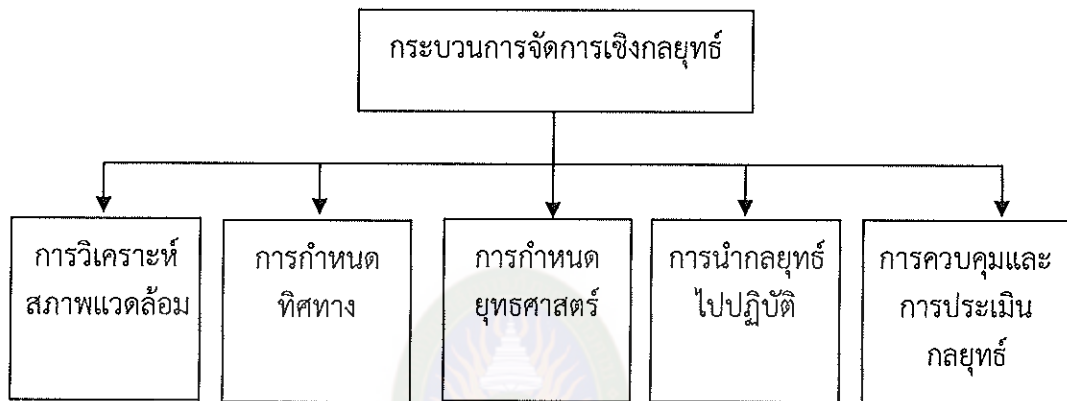 กระบวนการจัดการเชิงกลยุทธ์
การวิเคราะห์
สภาพแวดล้อม
การกำหนด
ทิศทาง
การกำหนด
ยุทธศาสตร์
การนำกลยุทธ์
ไปปฏิบัติ
การควบคุมและ
การประเมิน
กลยุทธ์